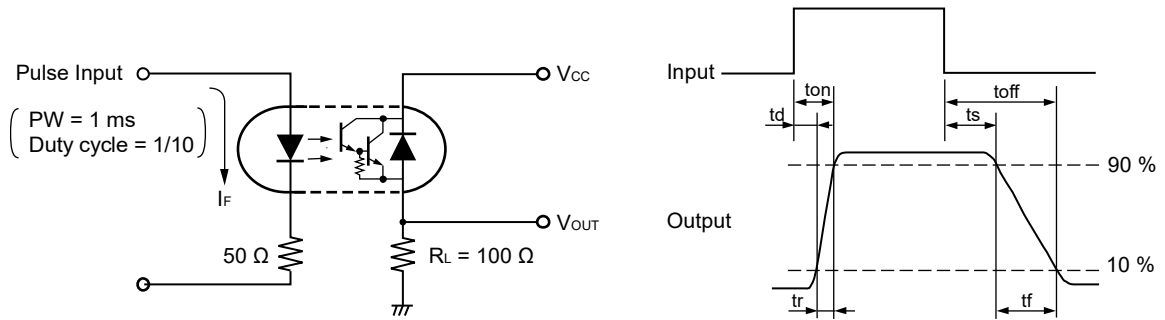 Pulse Input
PW = 1 ms
Duty cycle = 1/10
IF
50 Ω
VCC
VOUT
RL = 100 Ω
Input
ton
toff
td
ts
90 %
Output
10 %
tr
tf